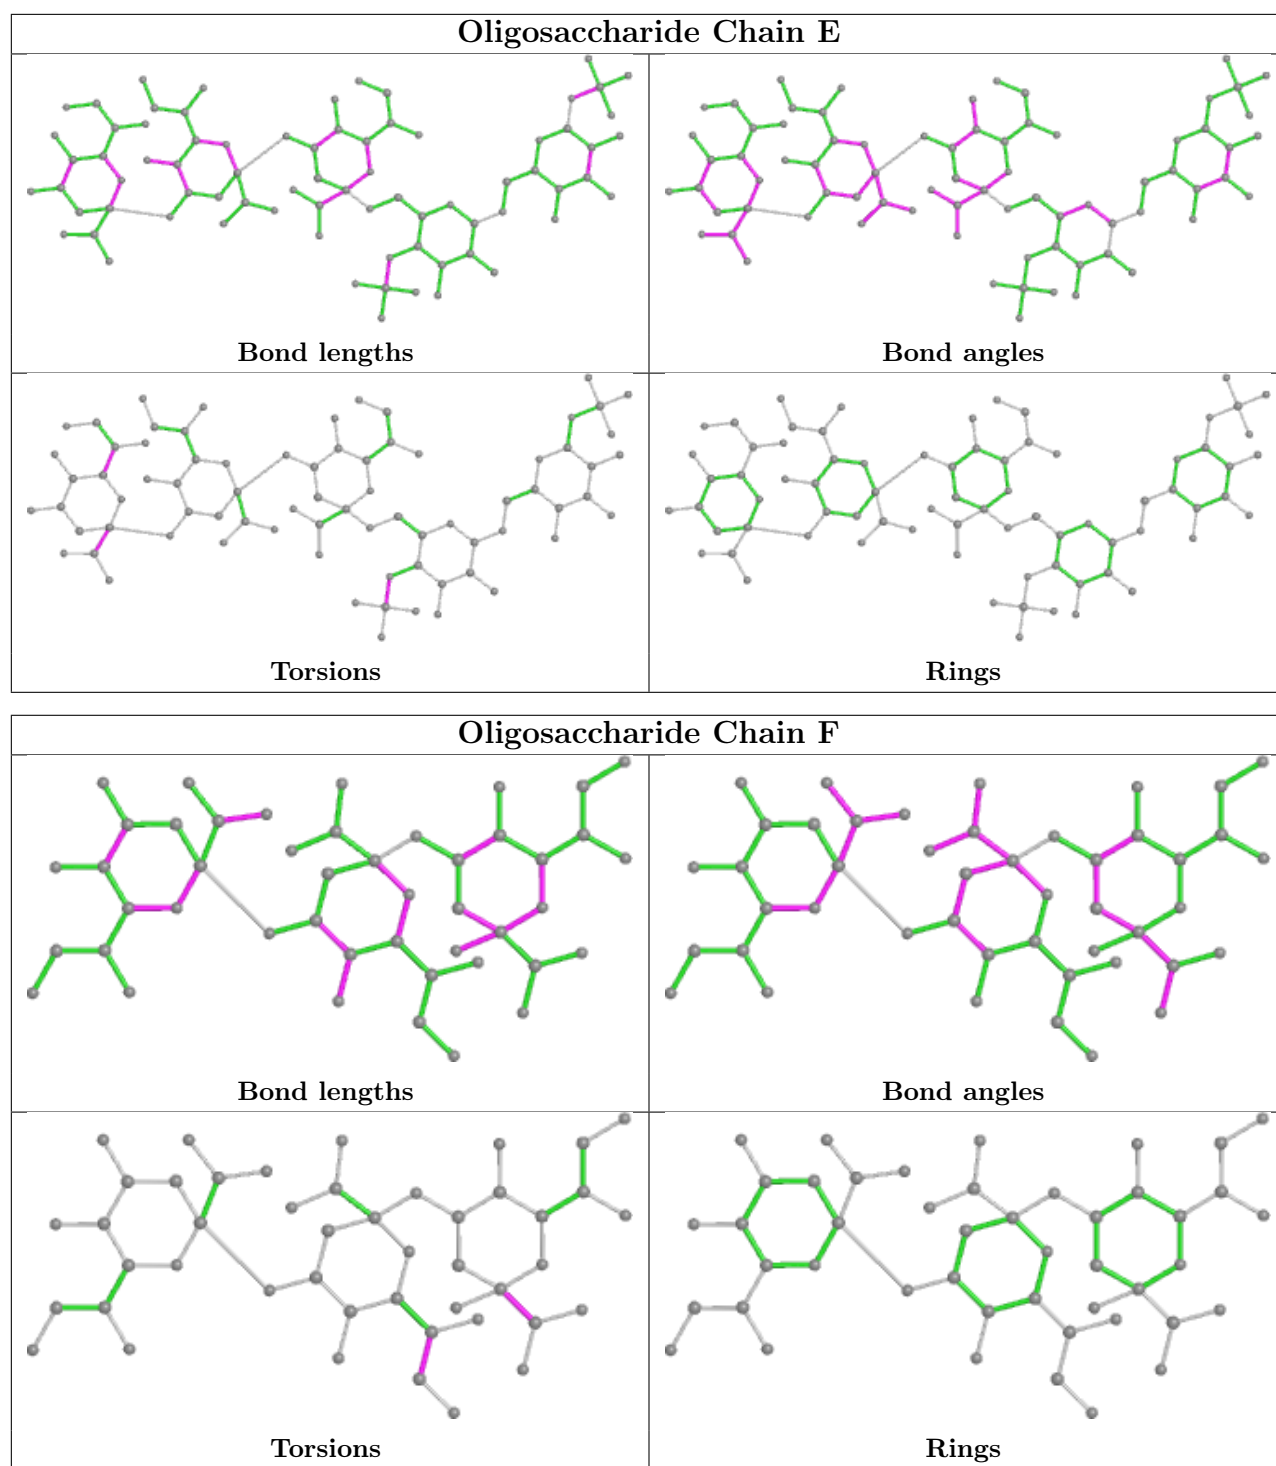 Oligosaccharide Chain E
Bond lengths
Bond angles
Torsions
Rings
Oligosaccharide Chain F
Bond lengths
Bond angles
Torsions
Rings